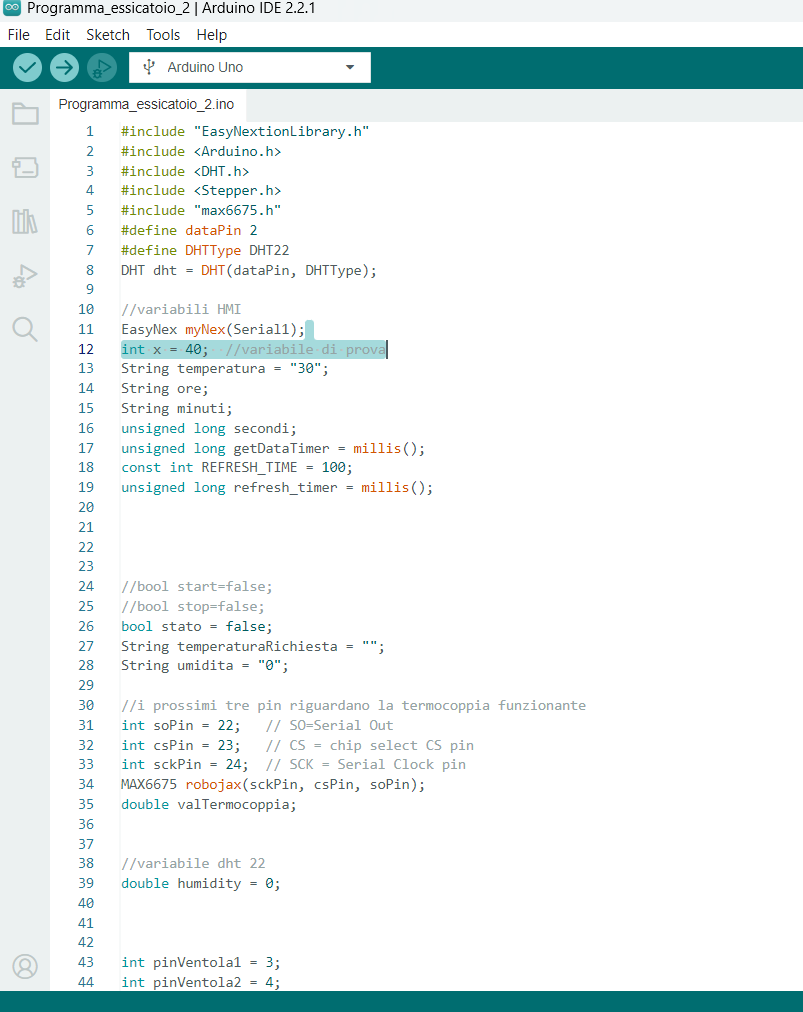 Programma_essicatoio_2 | Arduino IDE 2.2.1
File Edit Sketch Tools Help
Arduino Uno
Programma_essicatoio_2.ino
1 #include "EasyNextionLibrary.h"
2 #include <Arduino.h>
3 #include <DHT.h>
4 #include <Stepper.h>
5 #include "max6675.h"
6 #define dataPin 2
7 #define DHTType DHT22
8 DHT dht = DHT(dataPin, DHTType);
9
10 //variabili HMI
11 EasyNex myNex(Serial1);
12 int x = 40;  //variabile di prova
13 String temperatura = "30";
14 String ore;
15 String minuti;
16 unsigned long secondi;
17 unsigned long getDataTimer = millis();
18 const int REFRESH_TIME = 100;
19 unsigned long refresh_timer = millis();
20
21
22
23
24 //bool start=false;
25 //bool stop=false;
26 bool stato = false;
27 String temperaturaRichiesta = "";
28 String umidita = "0";
29
30 //i prossimi tre pin riguardano la termocoppia funzionante
31 int soPin = 22;   // SO=Serial Out
32 int csPin = 23;   // CS = chip select CS pin
33 int sckPin = 24;  // SCK = Serial Clock pin
34 MAX6675 robojax(sckPin, csPin, soPin);
35 double valTermocoppia;
36
37
38 //variabile dht 22
39 double humidity = 0;
40
41
42
43 int pinVentola1 = 3;
44 int pinVentola2 = 4;